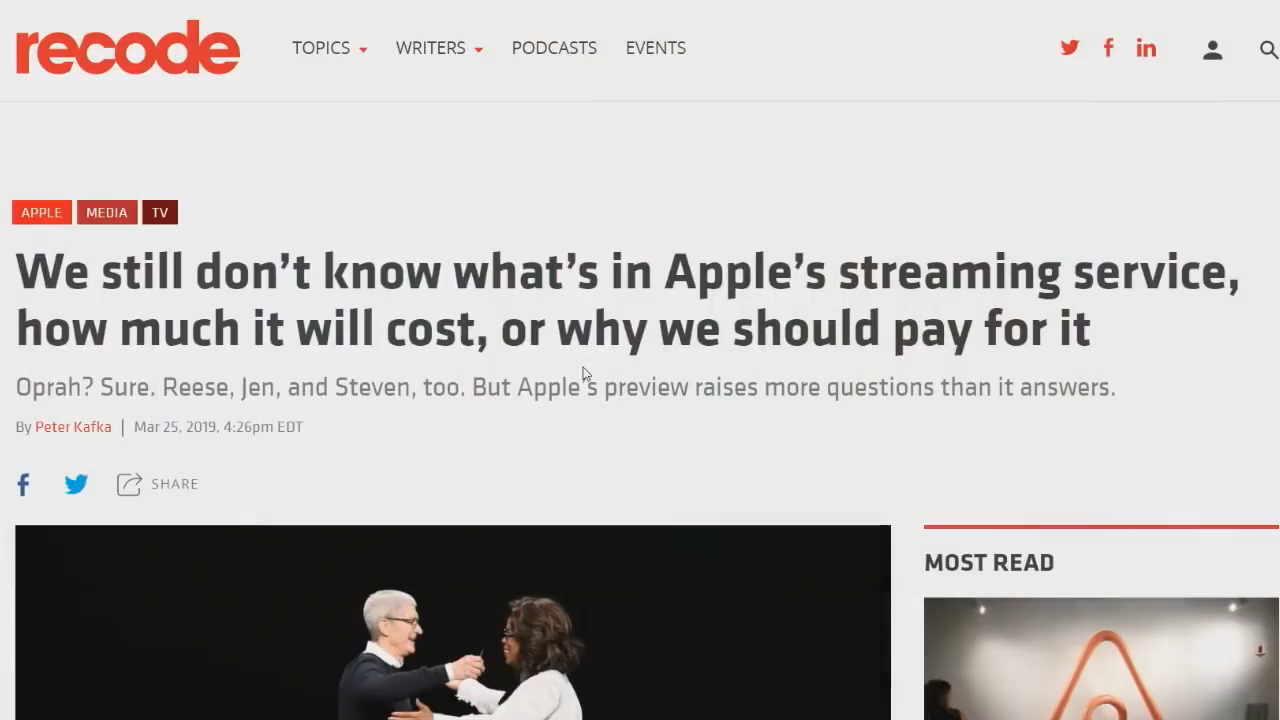 recode
TOPICS WRITERS PODCASTS EVENTS
APPLE MEDIA TV
We still don’t know what’s in Apple’s streaming service,
how much it will cost, or why we should pay for it
Oprah? Sure. Reese, Jen, and Steven, too. But Apple’s preview raises more questions than it answers.
By Peter Kafka | Mar 25, 2019, 4:26pm EDT
SHARE
MOST READ